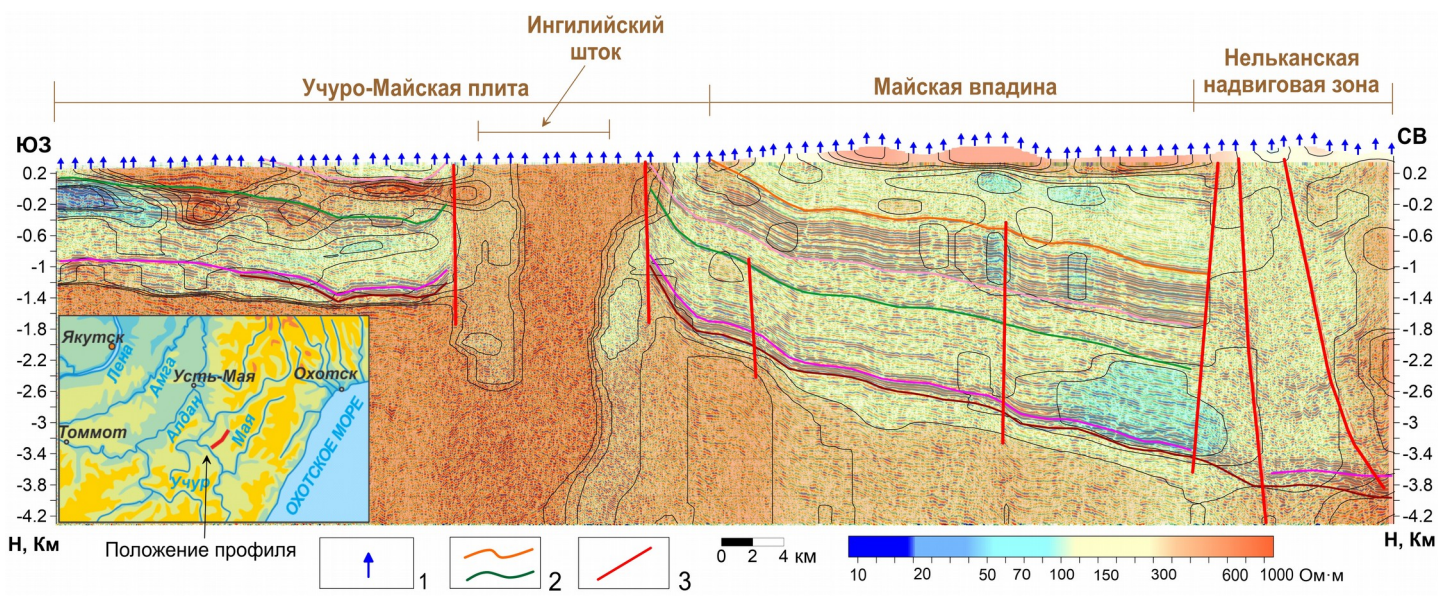 Ингилийский
шток
Учуро-Майская плита
Майская впадина
Нельканская
надвиговая зона
ЮЗ
СВ
0.2
-0.2
-0.6
-1
-1.4
-1.8
-2.2
-2.6
-3
-3.4
-3.8
-4.2
Н, Км
0.2
-0.2
-0.6
-1
-1.4
-1.8
-2.2
-2.6
-3
-3.4
-3.8
-4.2
Н, Км
Якутск
Лена
Амга
Усть-Мая
Охотск
Алдан
Мая
Томмот
Учур
ОХОТСКОЕ МОРЕ
Положение профиля
1
2
3
0 2 4 км
10 20 50 70 100 150 300 600 1000 Ом·м